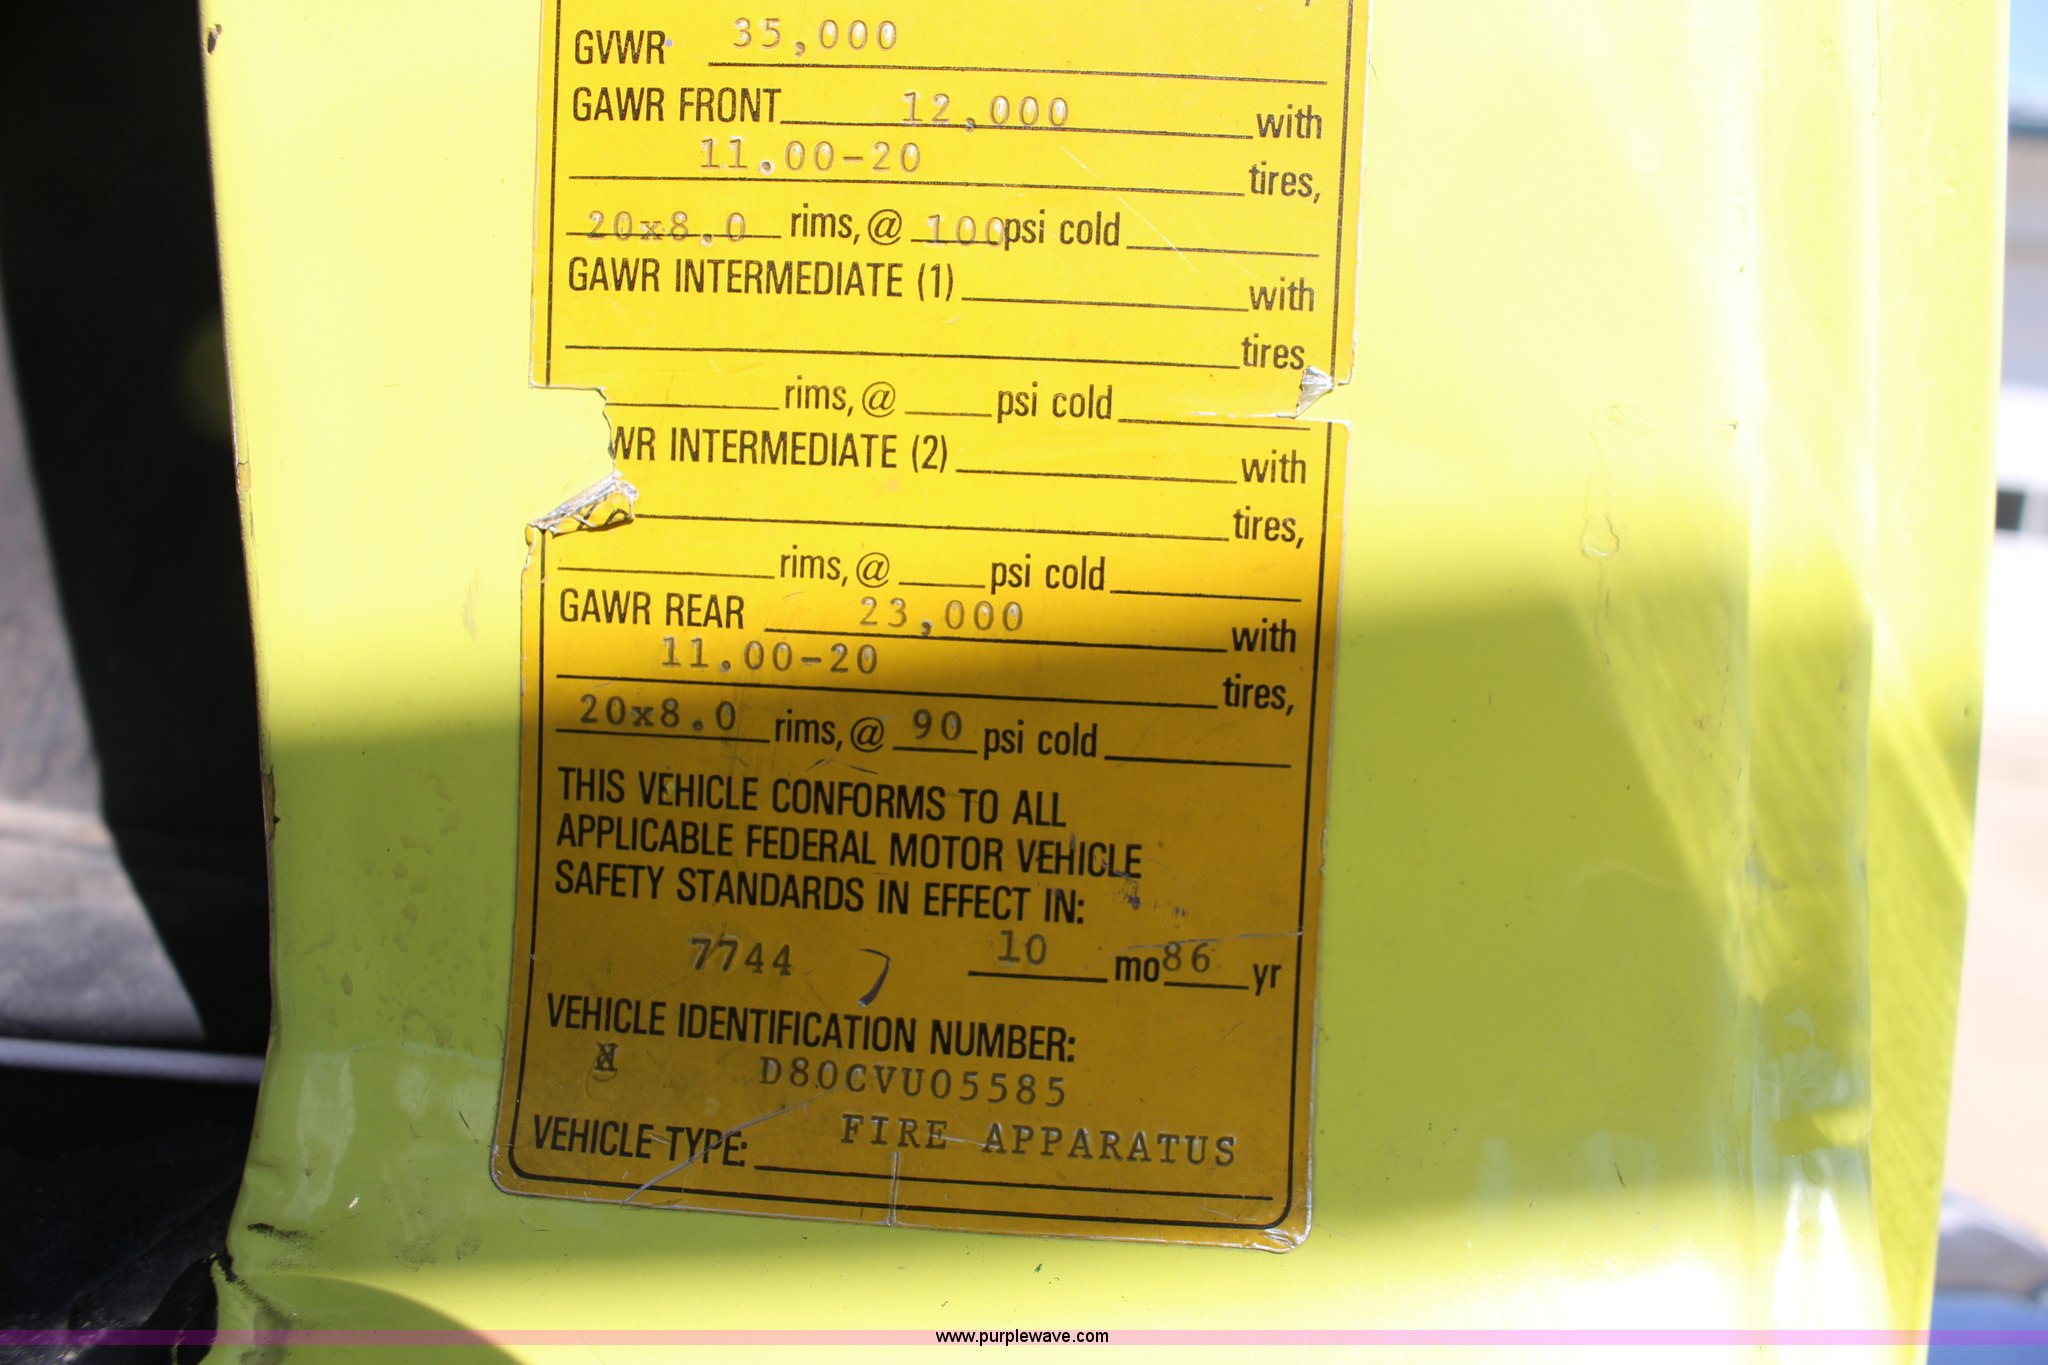 GVWR 35,000
GAWR FRONT 12,000 with
11.00-20 tires,
20x8.0 rims, @ 100 psi cold
GAWR INTERMEDIATE (1) with
tires
rims, @ psi cold
WR INTERMEDIATE (2) with
tires,
rims, @ psi cold
GAWR REAR 23,000 with
11.00-20 tires,
20x8.0 rims, @ 90 psi cold
THIS VEHICLE CONFORMS TO ALL
APPLICABLE FEDERAL MOTOR VEHICLE
SAFETY STANDARDS IN EFFECT IN:
7744 10 mo 86 yr
VEHICLE IDENTIFICATION NUMBER:
D80CVU05585
VEHICLE TYPE: FIRE APPARATUS
www.purplewave.com